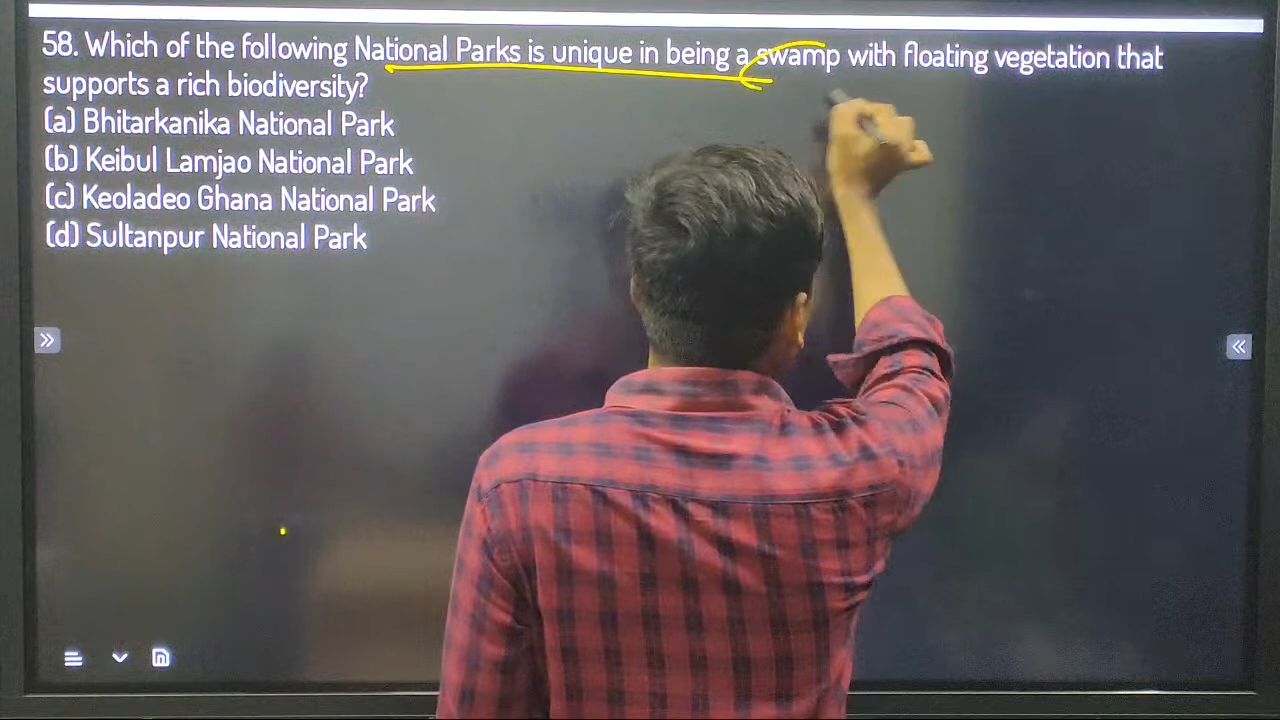 58. Which of the following National Parks is unique in being a swamp with floating vegetation that
supports a rich biodiversity?
(a) Bhitarkanika National Park
(b) Keibul Lamjao National Park
(c) Keoladeo Ghana National Park
(d) Sultanpur National Park